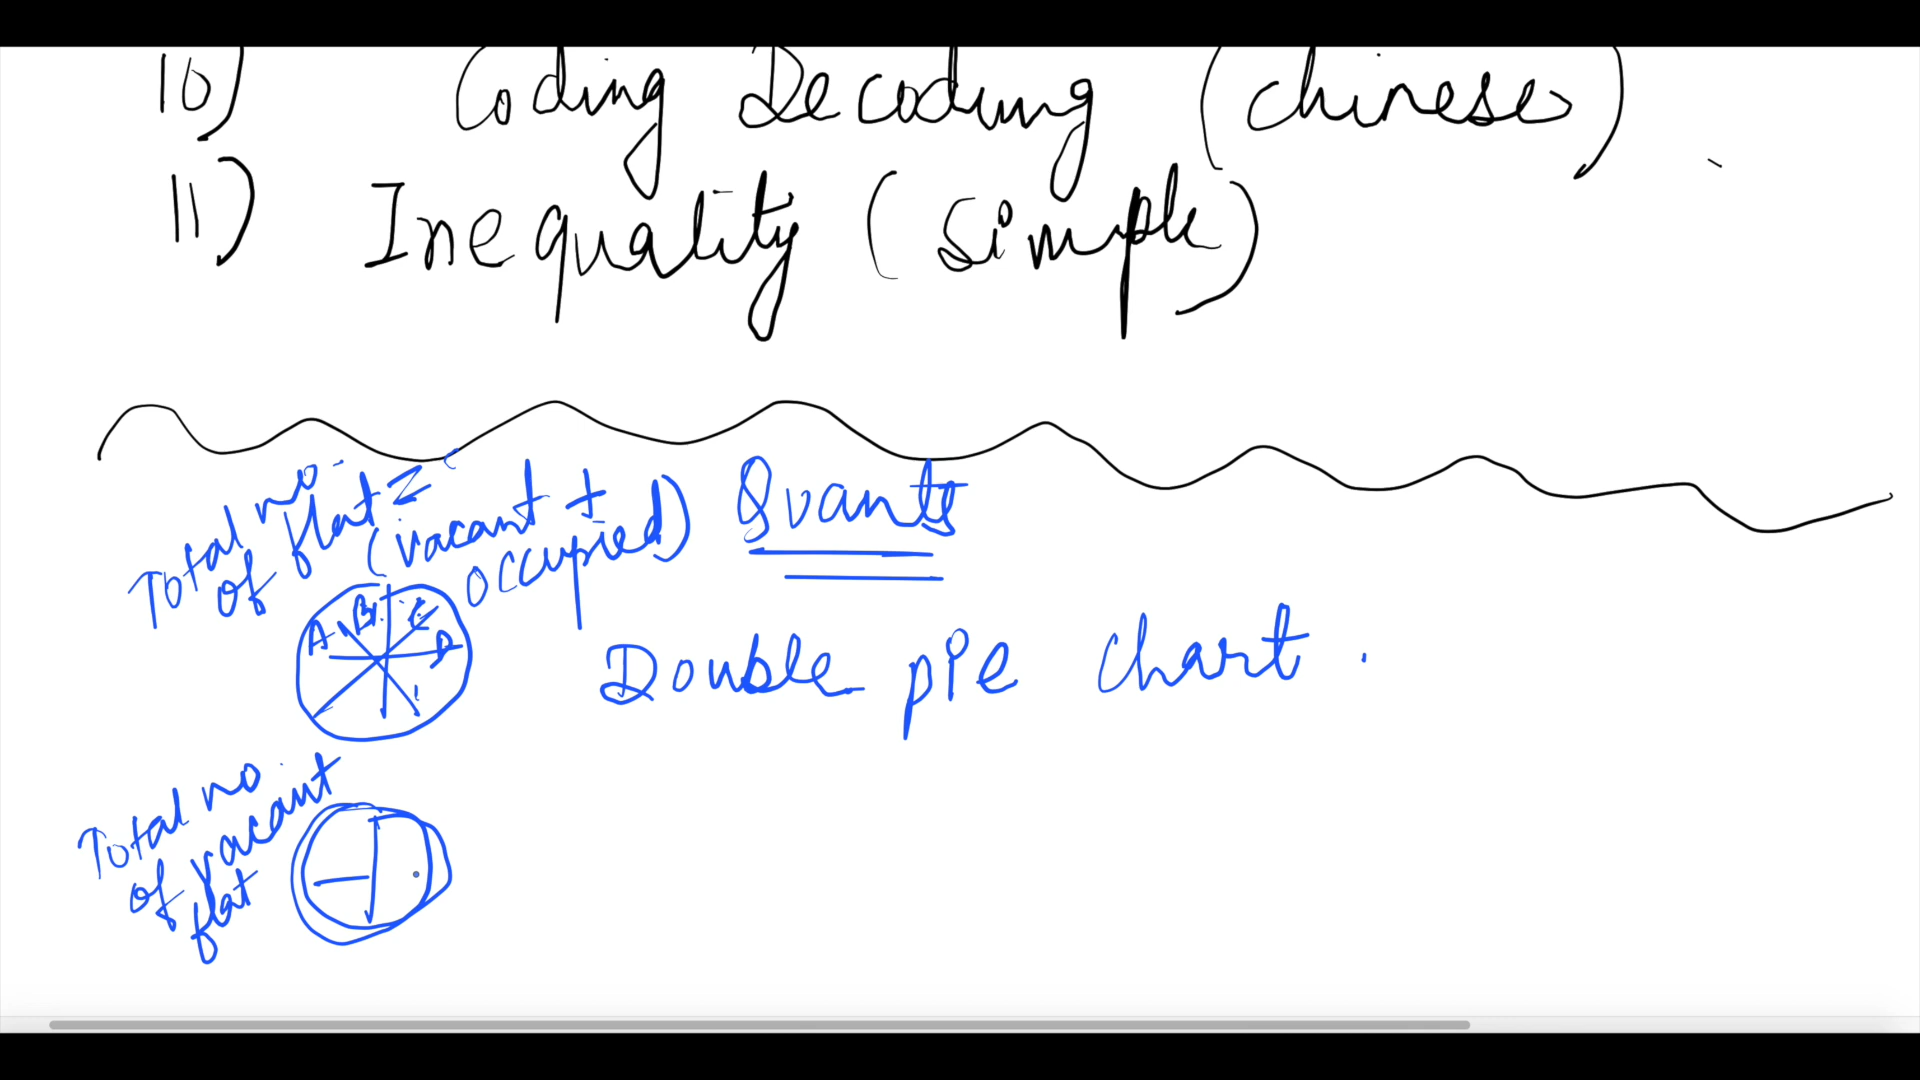 10) Coding Decoding (Chinese)
11) Inequality (Simple)
Total no of flat = (vacant + occupied)
Quants
A B C D
Double pie chart.
Total no of vacant flat